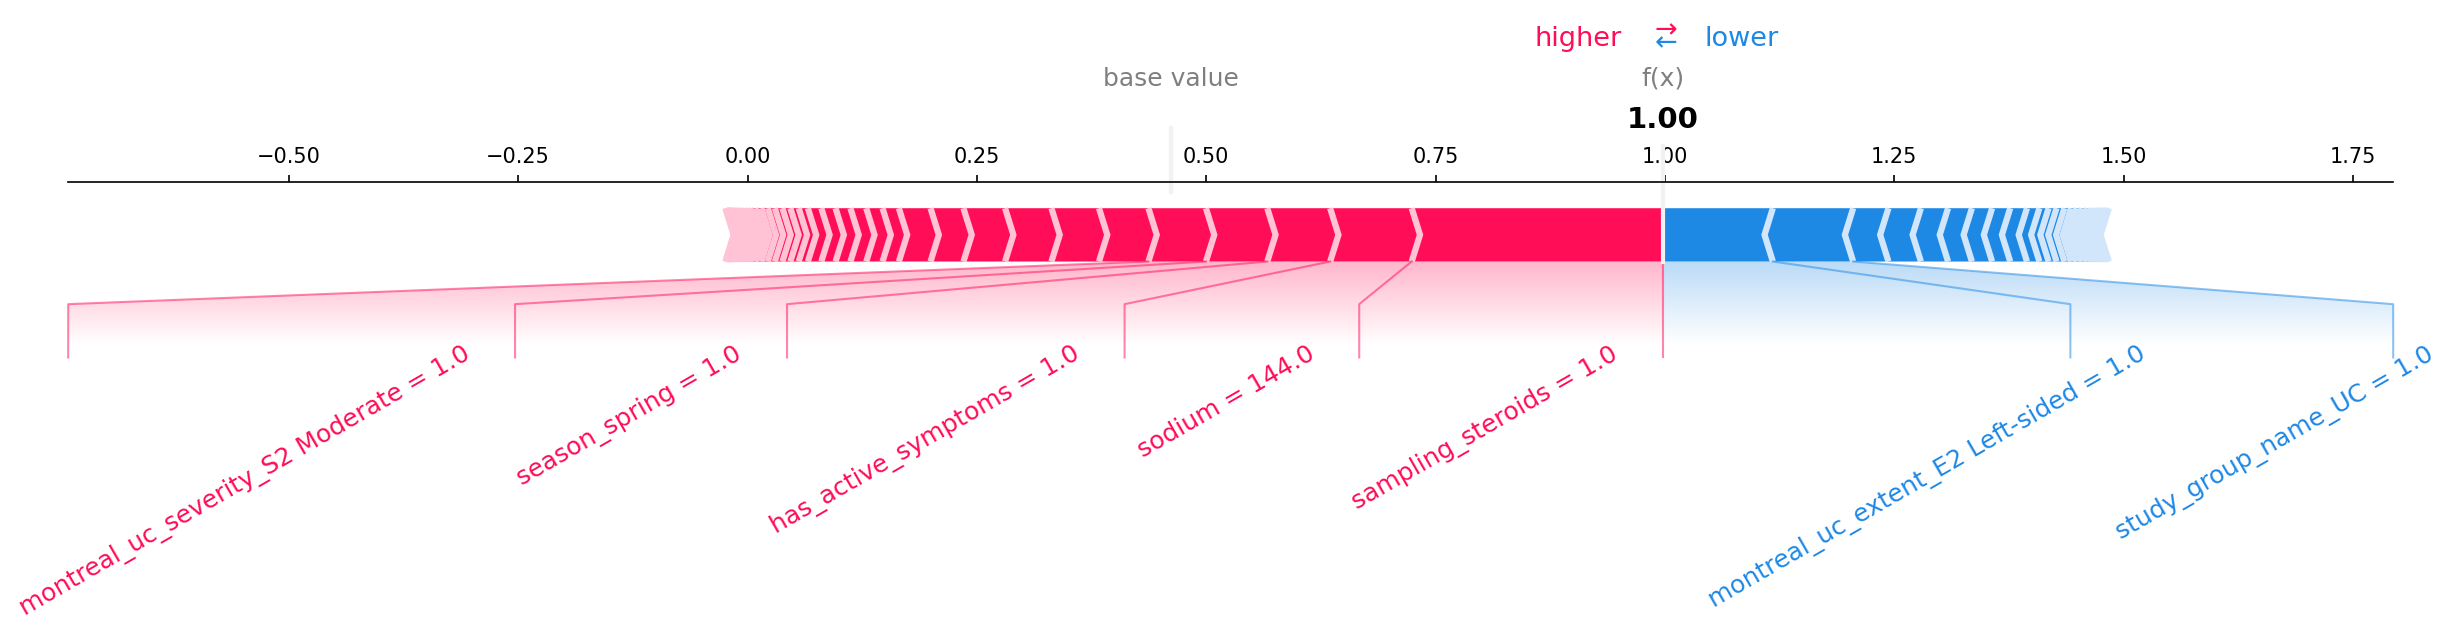 higher ⇄ lower
base value f(x)
1.00
−0.50 −0.25 0.00 0.25 0.50 0.75 1.00 1.25 1.50 1.75
montreal_uc_severity_S2 Moderate = 1.0
season_spring = 1.0
has_active_symptoms = 1.0
sodium = 144.0
sampling_steroids = 1.0
montreal_uc_extent_E2 Left-sided = 1.0
study_group_name_UC = 1.0